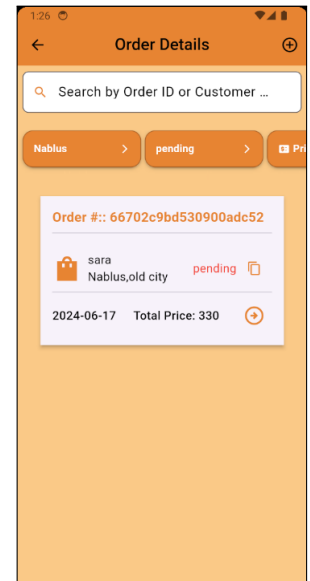 1:26
Order Details
Search by Order ID or Customer ...
Nablus
pending
Pri
Order #:: 66702c9bd530900adc52
sara
Nablus,old city
pending
2024-06-17 Total Price: 330